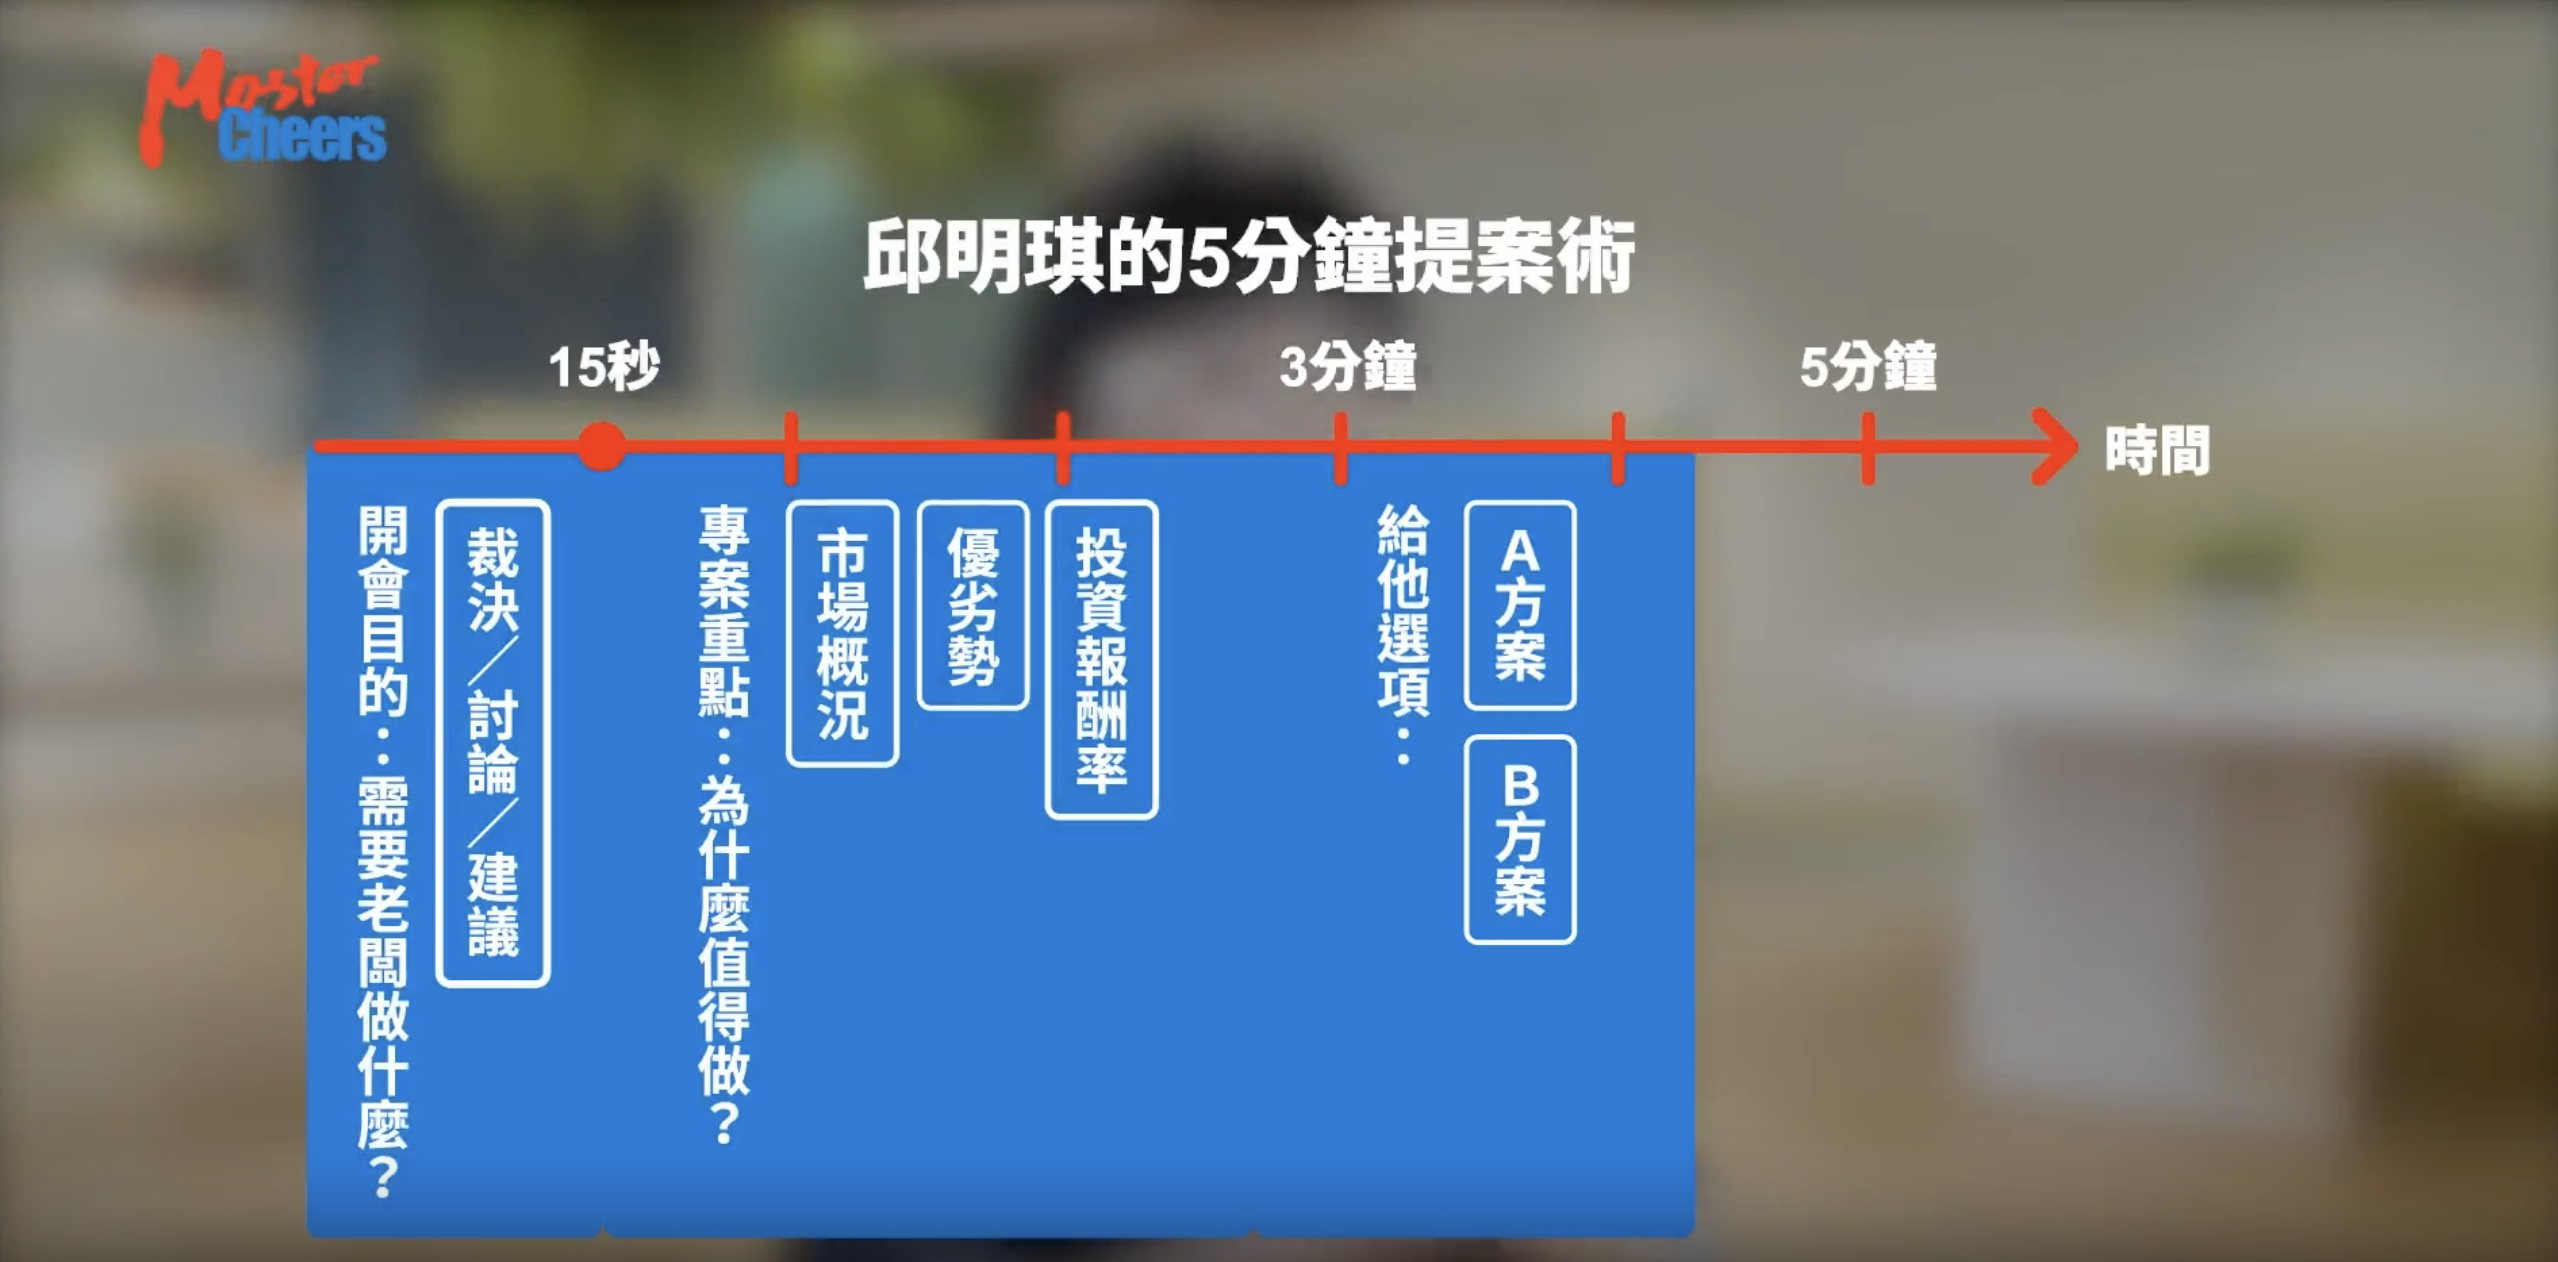 Master
Cheers
邱明琪的5分鐘提案術
15秒
3分鐘
5分鐘
時間
開會目的：需要老闆做什麼？
裁決／討論／建議
專案重點：為什麼值得做？
市場概況
優劣勢
投資報酬率
給他選項：
A方案
B方案